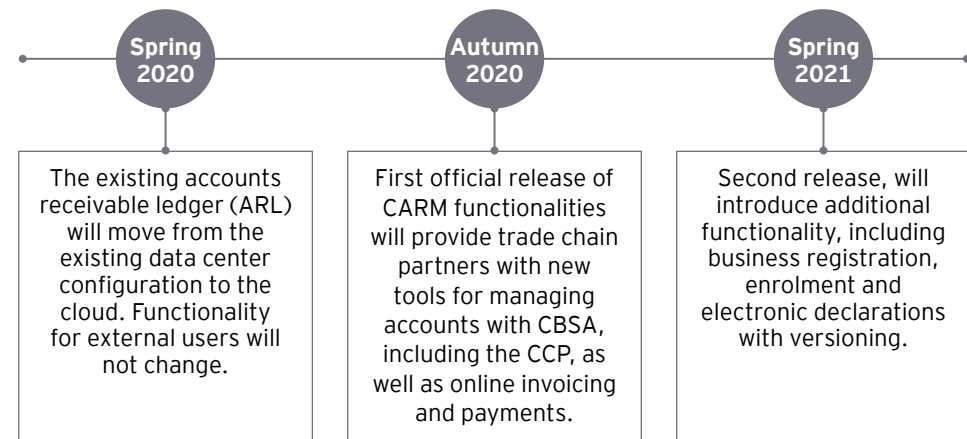 Spring
2020
Autumn
2020
Spring
2021
The existing accounts
receivable ledger (ARL)
will move from the
existing data center
configuration to the
cloud. Functionality
for external users will
not change.
First official release of
CARM functionalities
will provide trade chain
partners with new
tools for managing
accounts with CBSA,
including the CCP, as
well as online invoicing
and payments.
Second release, will
introduce additional
functionality, including
business registration,
enrolment and
electronic declarations
with versioning.